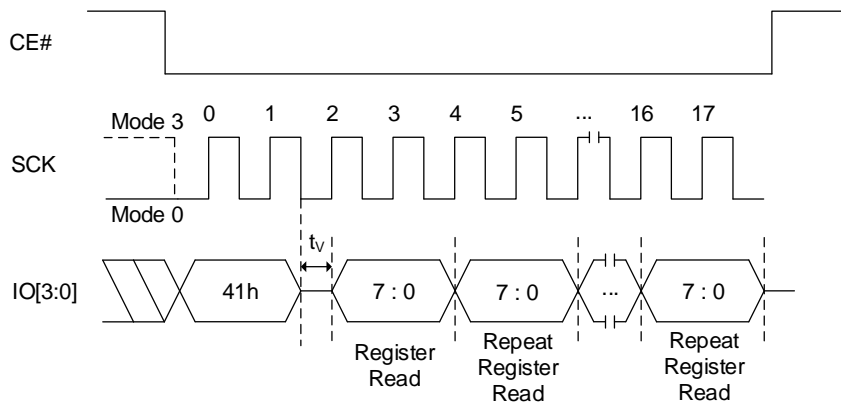 CE#
0 1 2 3 4 5 ... 16 17
Mode 3
SCK
Mode 0
tV
IO[3:0]
41h 7 : 0 7 : 0 ... 7 : 0
Register
Read
Repeat
Register
Read
Repeat
Register
Read